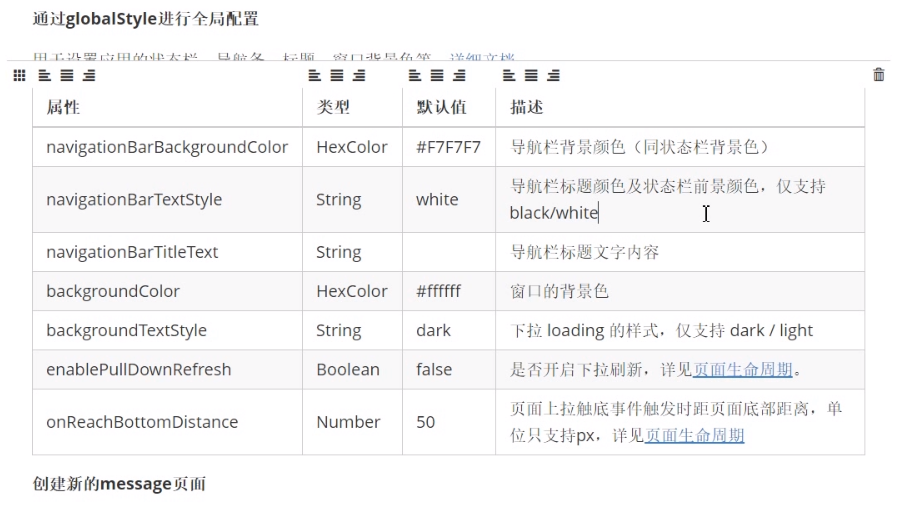 通过globalStyle进行全局配置
用于设置应用的状态栏、导航条、标题、窗口背景色等。详细文档
属性 类型 默认值 描述
navigationBarBackgroundColor HexColor #F7F7F7 导航栏背景颜色（同状态栏背景色）
navigationBarTextStyle String white 导航栏标题颜色及状态栏前景颜色，仅支持
black/white
navigationBarTitleText String 导航栏标题文字内容
backgroundColor HexColor #ffffff 窗口的背景色
backgroundTextStyle String dark 下拉 loading 的样式，仅支持 dark / light
enablePullDownRefresh Boolean false 是否开启下拉刷新，详见页面生命周期。
onReachBottomDistance Number 50 页面上拉触底事件触发时距页面底部距离，单
位只支持px，详见页面生命周期
创建新的message页面